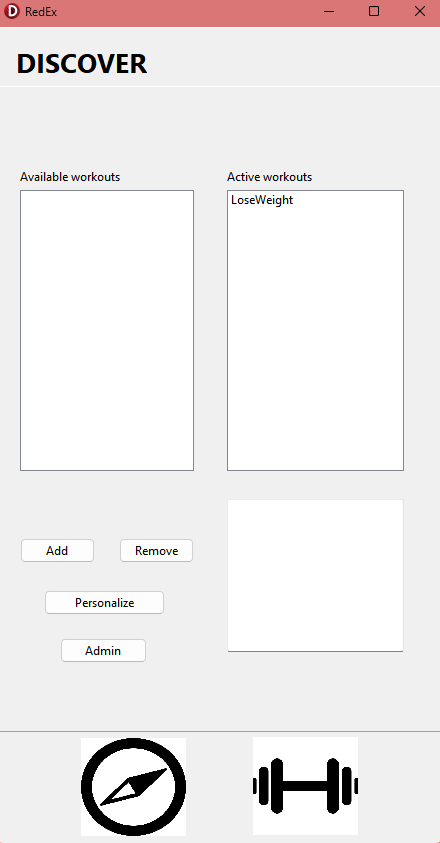 RedEx
DISCOVER
Available workouts
Active workouts
LoseWeight
Add
Remove
Personalize
Admin